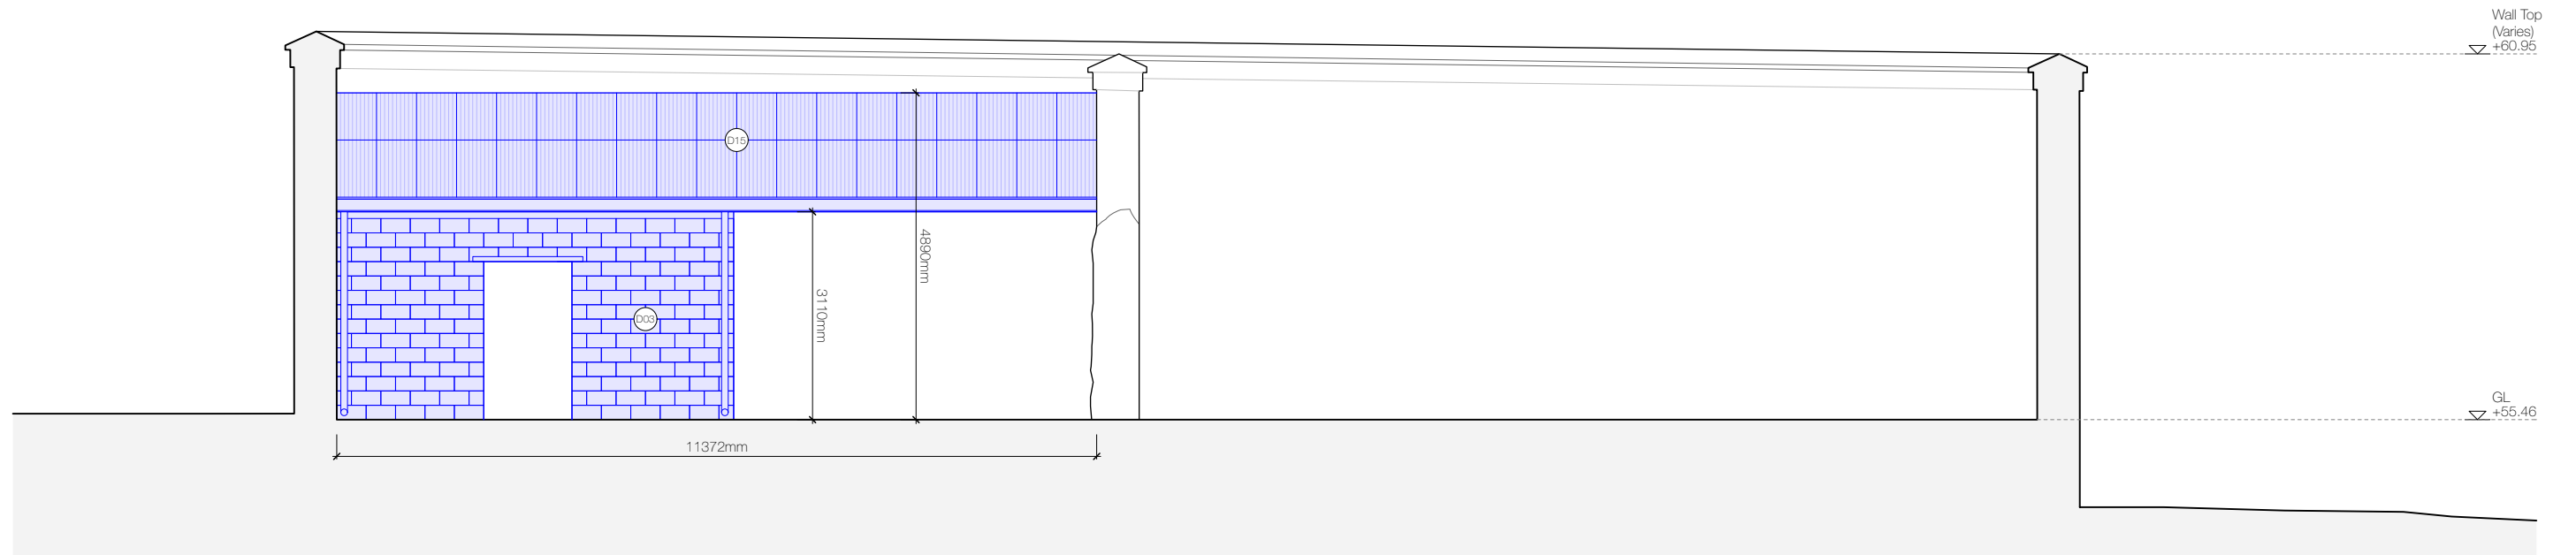 Wall Top
(Varies)
+60.95
D15
4890mm
3110mm
D03
GL
+55.46
11372mm